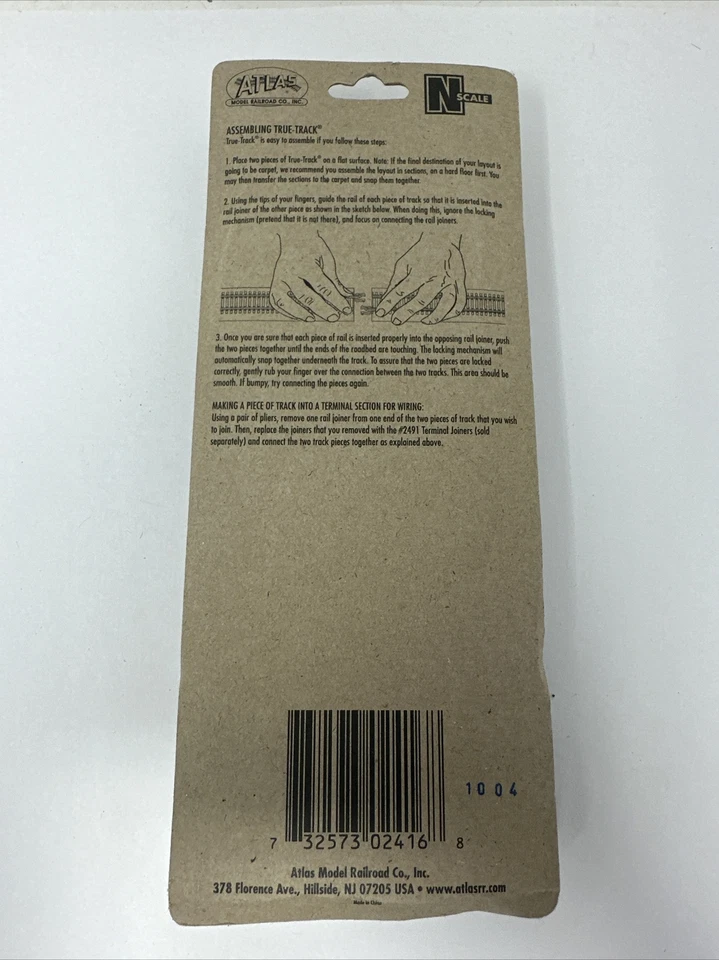 ATLAS
MODEL RAILROAD CO., INC.
N SCALE
ASSEMBLING TRUE-TRACK®
True-Track® is easy to assemble if you follow these steps:
1. Place two pieces of True-Track® on a flat surface. Note: If the final destination of your layout is
going to be carpet, we recommend you assemble the layout in sections, on a hard floor first. You
may then transfer the sections to the carpet and snap them together.
2. Using the tips of your fingers, guide the rail of each piece of track so that it is inserted into the
rail joiner of the other piece as shown in the sketch below. When doing this, ignore the locking
mechanism (pretend that it is not there), and focus on connecting the rail joiners.
3. Once you are sure that each piece of rail is inserted properly into the opposing rail joiner, push
the two pieces together until the ends of the roadbed are touching. The locking mechanism will
automatically snap together underneath the track. To assure that the two pieces are locked
correctly, gently rub your finger over the connection between the two tracks. This area should be
smooth. If bumpy, try connecting the pieces again.
MAKING A PIECE OF TRACK INTO A TERMINAL SECTION FOR WIRING:
Using a pair of pliers, remove one rail joiner from one end of the two pieces of track that you wish
to join. Then, replace the joiners that you removed with the #2491 Terminal Joiners (sold
separately) and connect the two track pieces together as explained above.
1004
7 32573 02416 8
Atlas Model Railroad Co., Inc.
378 Florence Ave., Hillside, NJ 07205 USA • www.atlasrr.com
Made in China